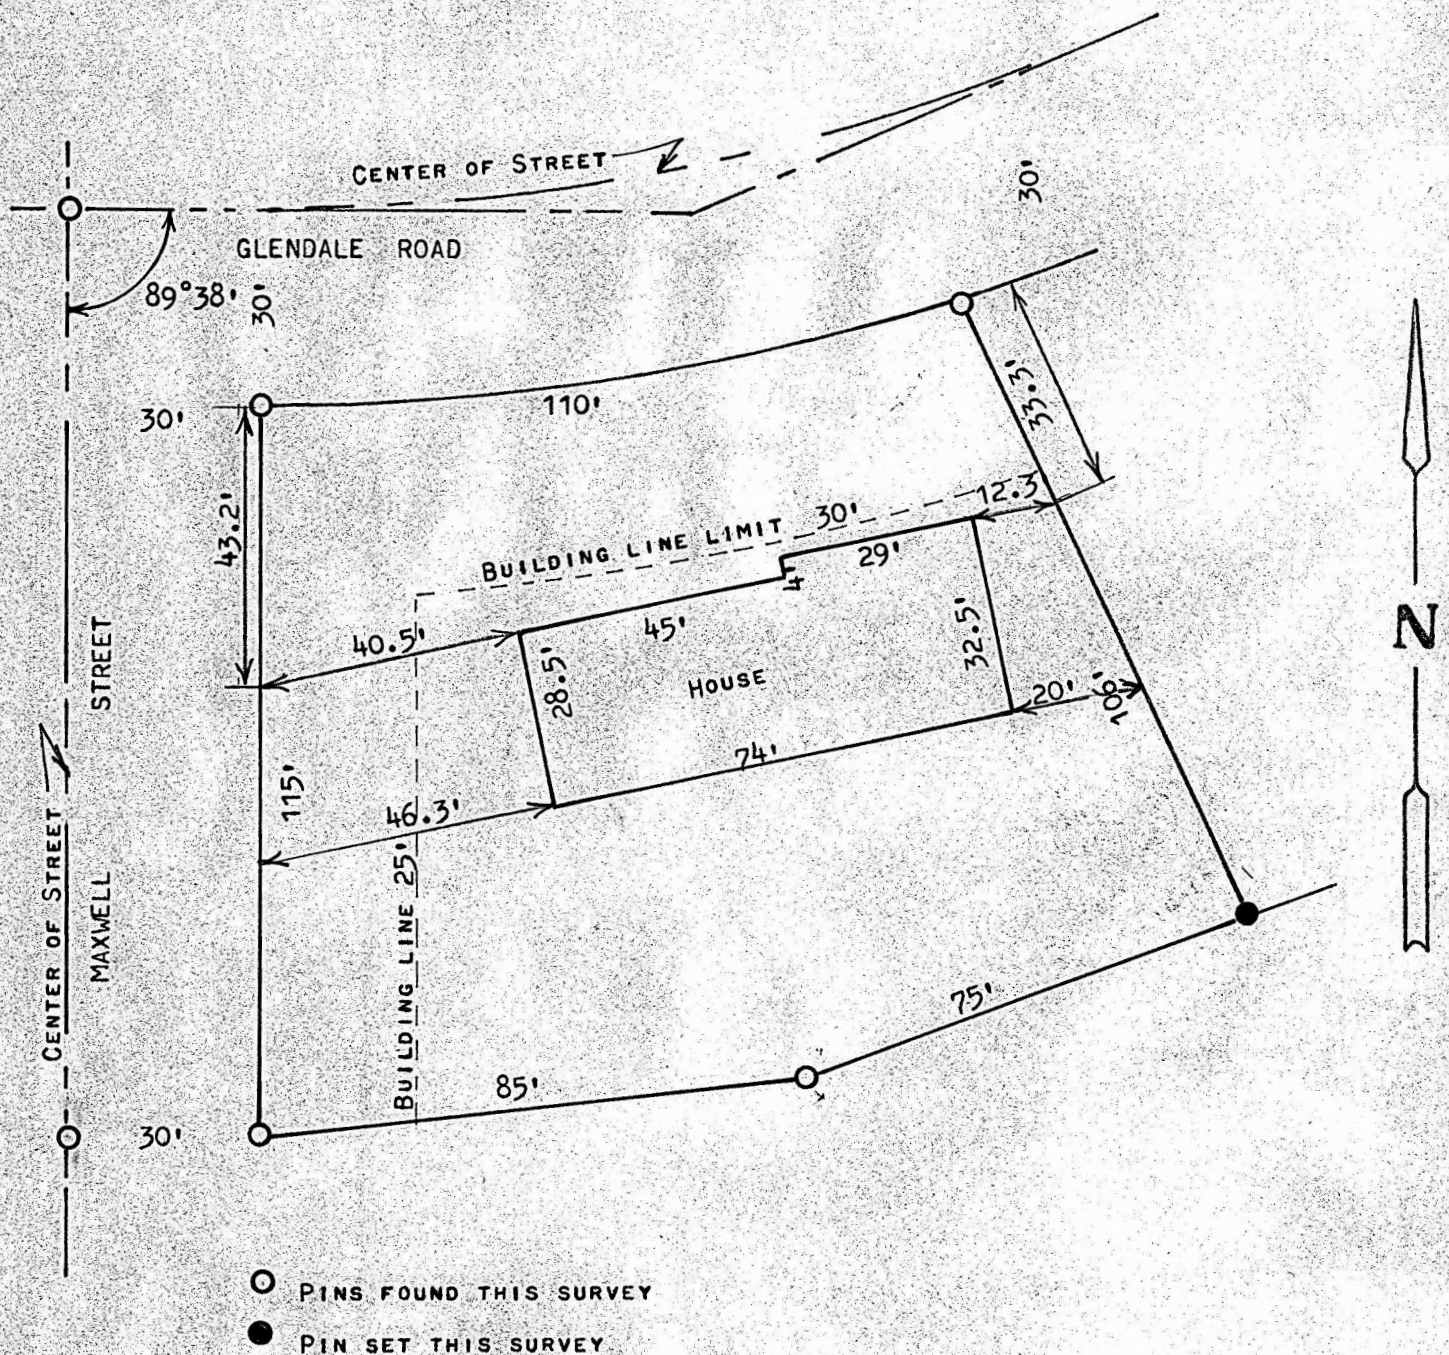 CENTER OF STREET
30'
GLENDALE ROAD
89°38'
30'
30'
110'
33.3'
43.2'
12.3'
30'
BUILDING LINE LIMIT
29'
4'
40.5'
45'
32.5'
28.5'
HOUSE
20'
106'
N
STREET
MAXWELL
74'
115'
46.3'
CENTER OF STREET
BUILDING LINE 25'
75'
85'
30'
PINS FOUND THIS SURVEY
PIN SET THIS SURVEY